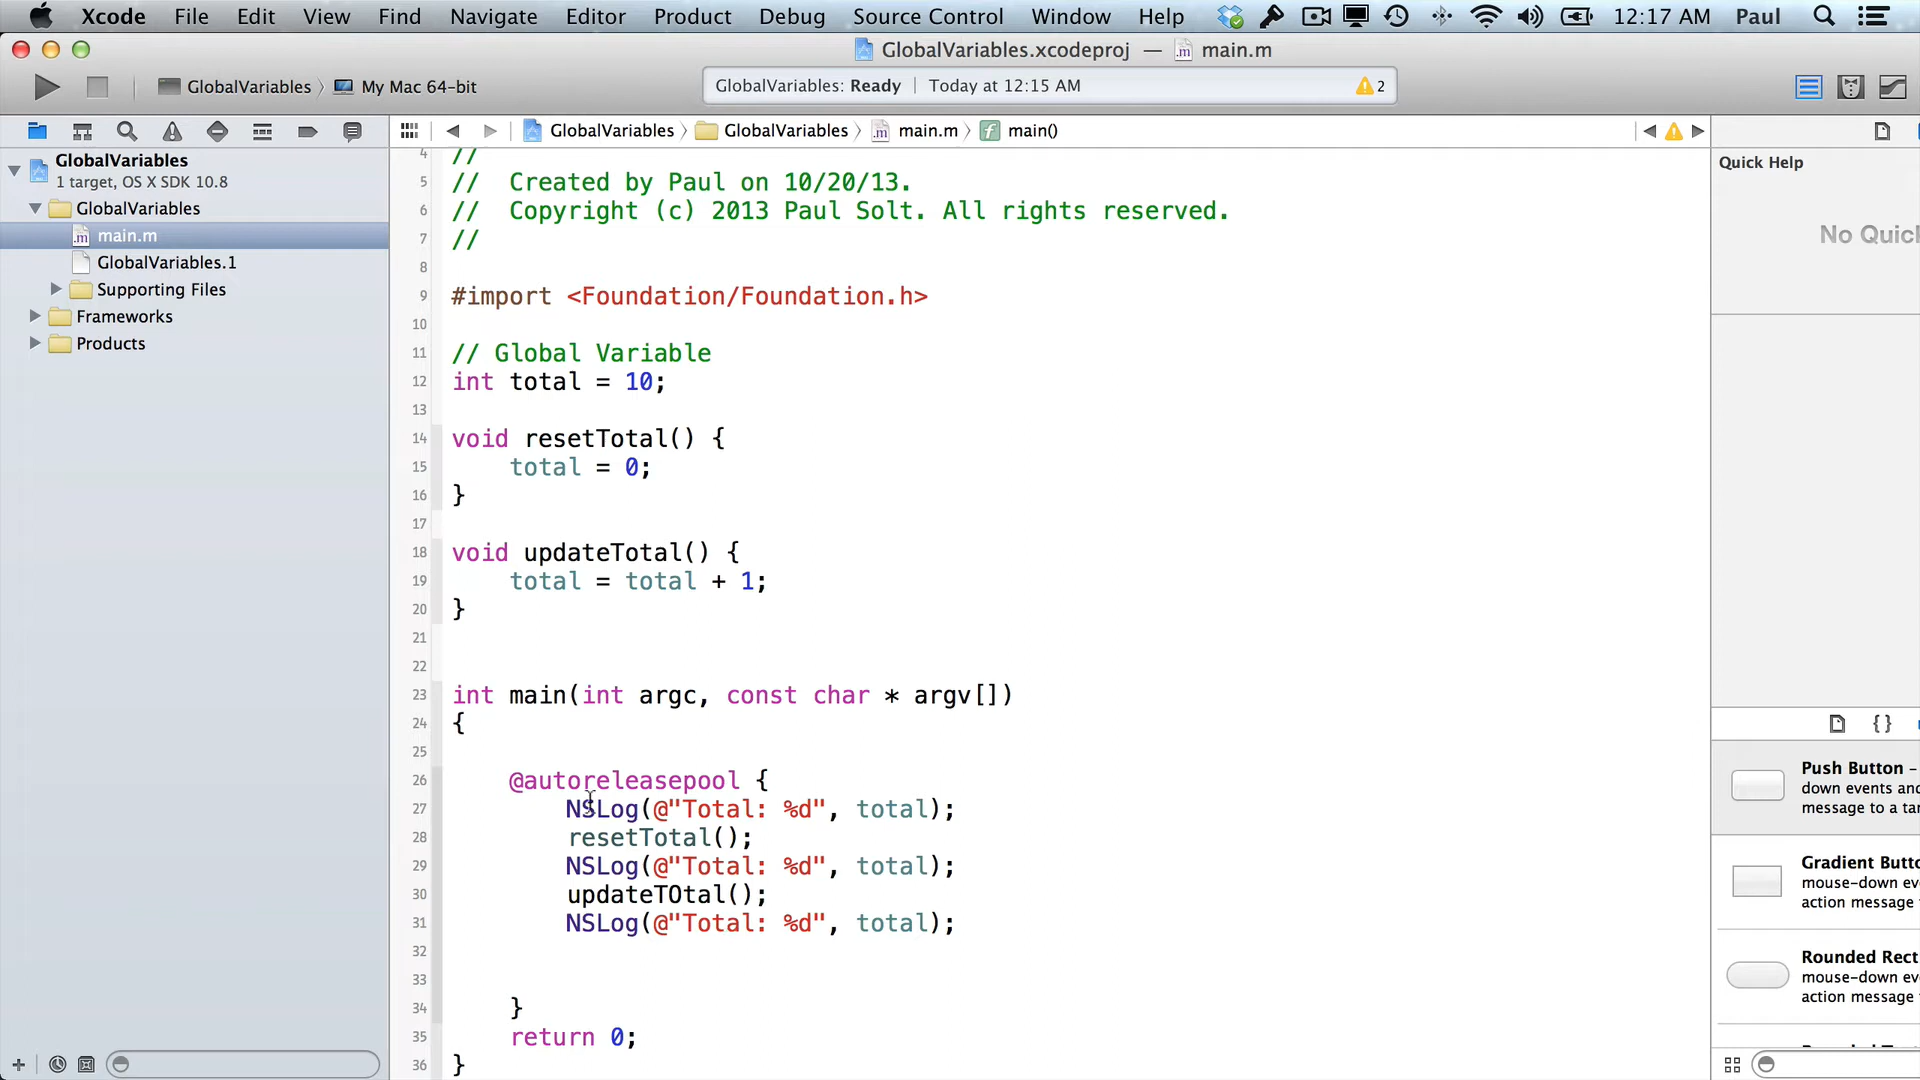 Xcode File Edit View Find Navigate Editor Product Debug Source Control Window Help 12:17 AM Paul
GlobalVariables.xcodeproj — main.m
GlobalVariables 〉 My Mac 64-bit
GlobalVariables: Ready | Today at 12:15 AM 2
GlobalVariables 〉 GlobalVariables 〉 main.m 〉 main()
GlobalVariables
1 target, OS X SDK 10.8
GlobalVariables
main.m
GlobalVariables.1
Supporting Files
Frameworks
Products
4 //
5 // Created by Paul on 10/20/13.
6 // Copyright (c) 2013 Paul Solt. All rights reserved.
7 //
8
9 #import <Foundation/Foundation.h>
10
11 // Global Variable
12 int total = 10;
13
14 void resetTotal() {
15 total = 0;
16 }
17
18 void updateTotal() {
19 total = total + 1;
20 }
21
22
23 int main(int argc, const char * argv[])
24 {
25
26 @autoreleasepool {
27 NSLog(@"Total: %d", total);
28 resetTotal();
29 NSLog(@"Total: %d", total);
30 updateTOtal();
31 NSLog(@"Total: %d", total);
32
33
34 }
35 return 0;
36 }
Quick Help
No Quick
Push Button –
down events and
message to a tar
Gradient Butto
mouse-down eve
action message t
Rounded Rect
mouse-down eve
action message t